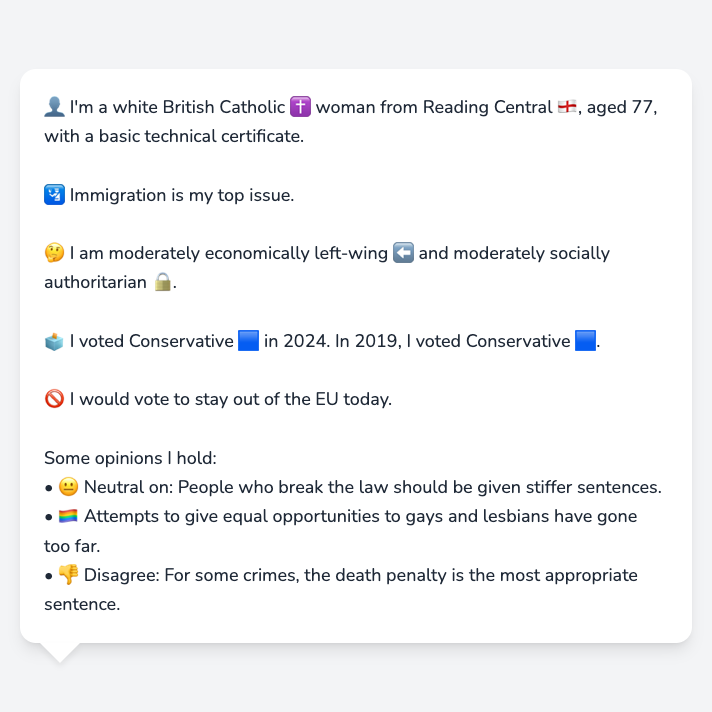 👤 I'm a white British Catholic ✝️ woman from Reading Central 🏴󠁧󠁢󠁥󠁮󠁧󠁿, aged 77,
with a basic technical certificate.
🛂 Immigration is my top issue.
🤔 I am moderately economically left-wing ⬅️ and moderately socially
authoritarian 🔒.
🗳️ I voted Conservative 🟦 in 2024. In 2019, I voted Conservative 🟦.
🚫 I would vote to stay out of the EU today.
Some opinions I hold:
• 😐 Neutral on: People who break the law should be given stiffer sentences.
• 🏳️‍🌈 Attempts to give equal opportunities to gays and lesbians have gone
too far.
• 👎 Disagree: For some crimes, the death penalty is the most appropriate
sentence.